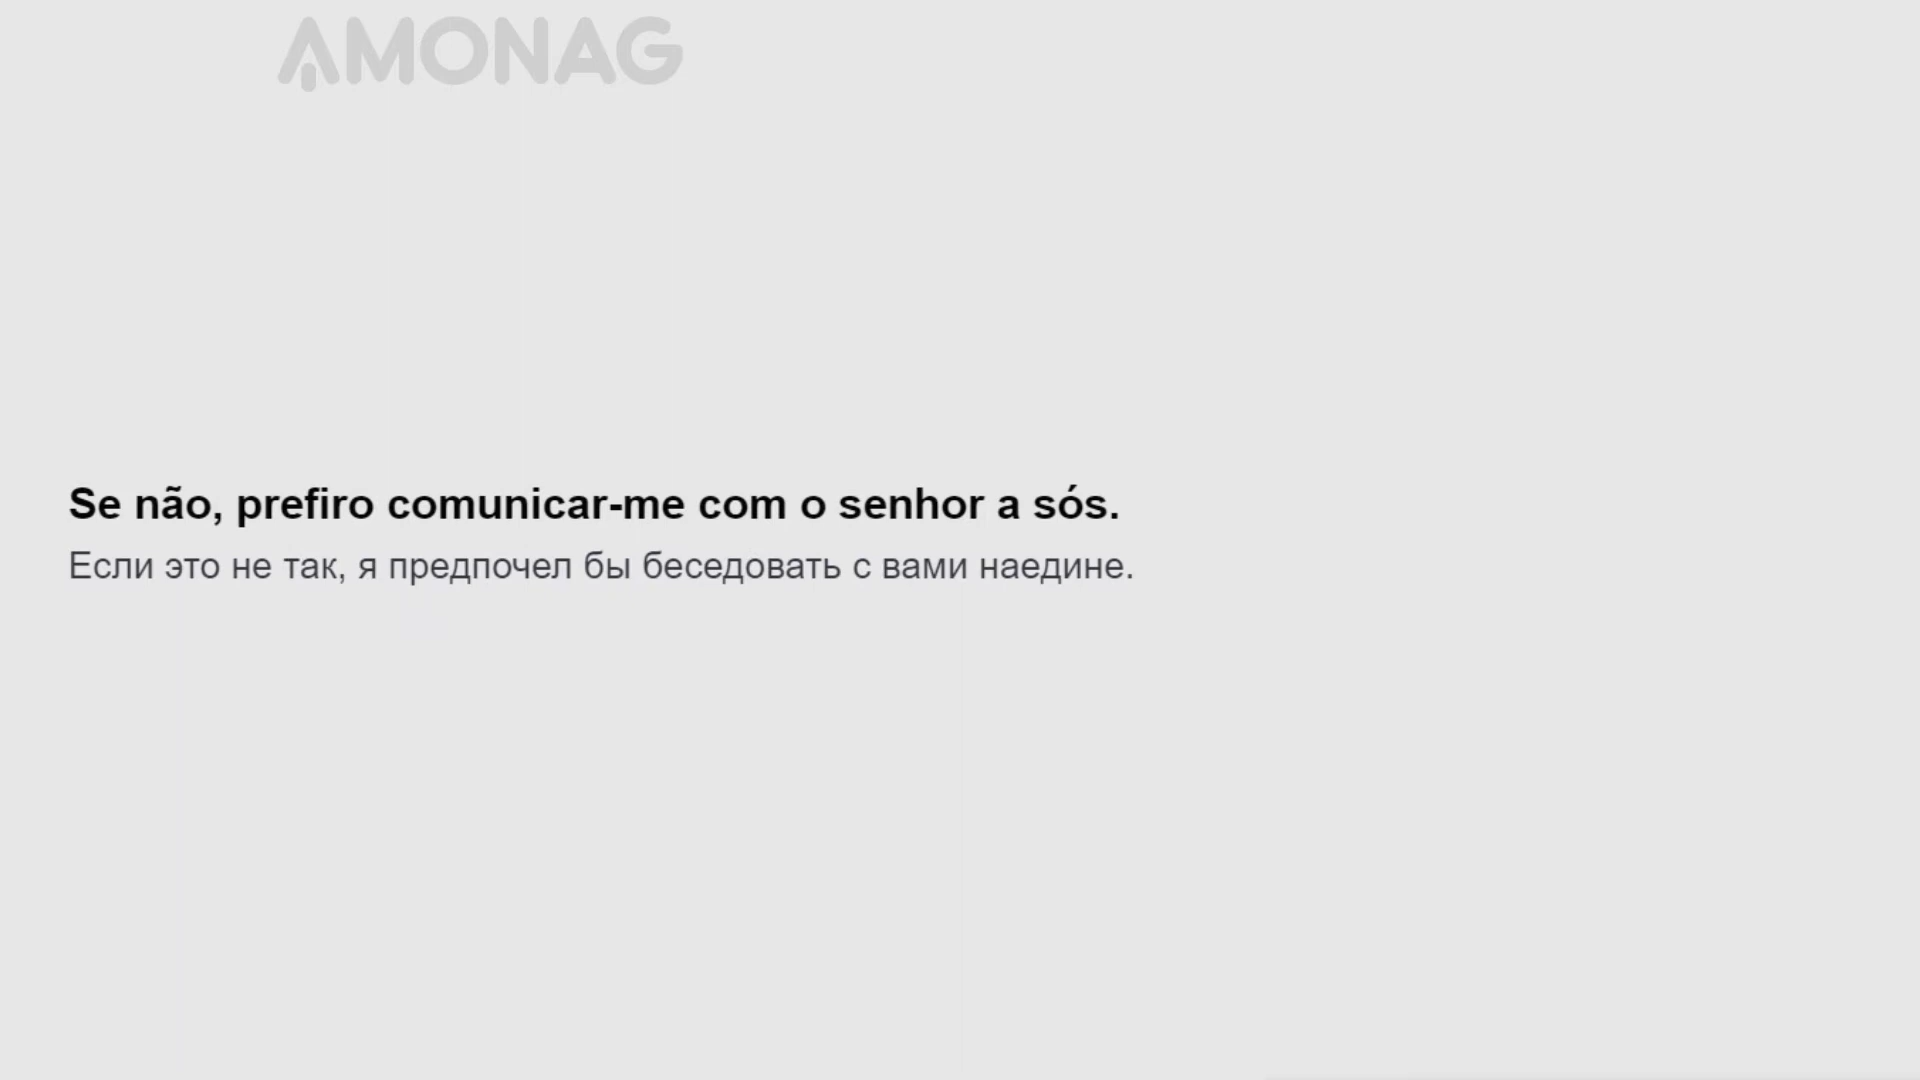 AMONAG
Se não, prefiro comunicar-me com o senhor a sós.
Если это не так, я предпочел бы беседовать с вами наедине.